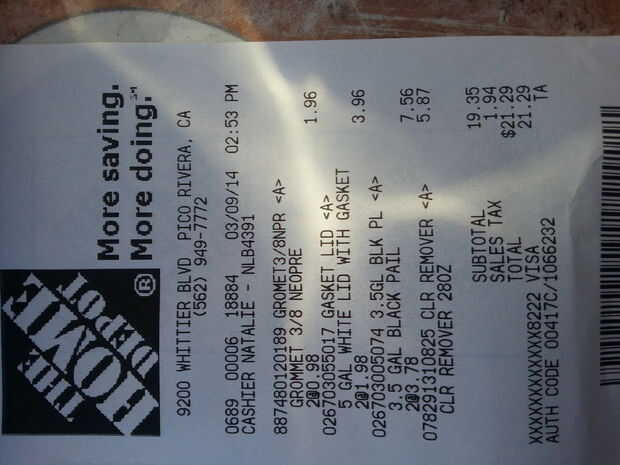 THE
HOME
DEPOT
®
More saving.
More doing.℠
9200 WHITTIER BLVD PICO RIVERA, CA
(562) 949-7772
0689 00006 18884 03/09/14 02:53 PM
CASHIER NATALIE - NLB4391
887480120189 GROMET3/8NPR <A>
GROMMET 3/8 NEOPRE
2@0.98 1.96
026703055017 GASKET LID <A>
5 GAL WHITE LID WITH GASKET
2@1.98 3.96
026703085074 3.5GL BLK PL <A>
3.5 GAL BLACK PAIL
2@3.78 7.56
078291310825 CLR REMOVER <A> 5.87
CLR REMOVER 28OZ
SUBTOTAL 19.35
SALES TAX 1.94
TOTAL $21.29
XXXXXXXXXXXX8222 VISA 21.29
AUTH CODE 00417C/1066232 TA